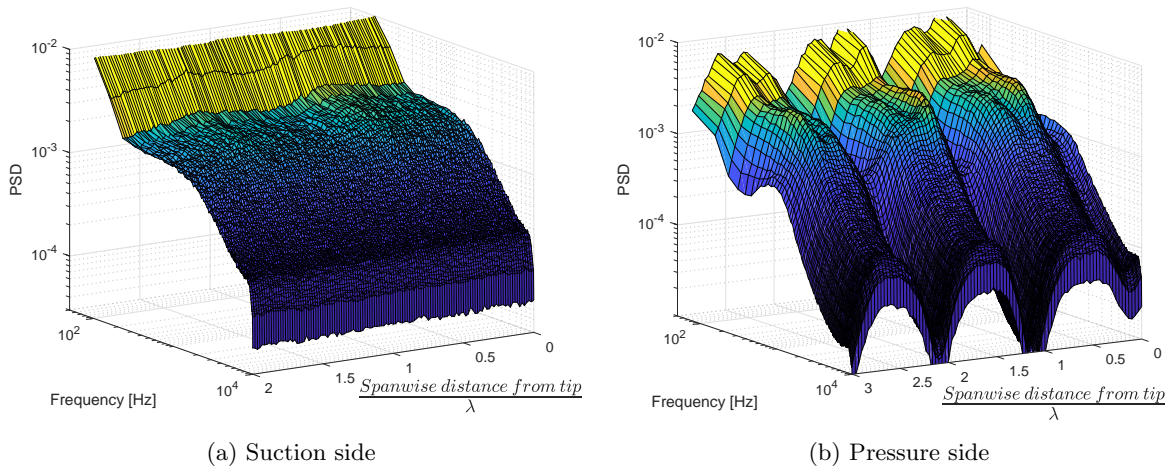 10^-2
10^-3
10^-4
PSD
10^2
10^4
Frequency [Hz]
2
1.5
1
0.5
0
Spanwise distance from tip
λ
(a) Suction side
10^-2
10^-3
10^-4
PSD
10^2
10^4
Frequency [Hz]
3
2.5
2
1.5
1
0.5
0
Spanwise distance from tip
λ
(b) Pressure side